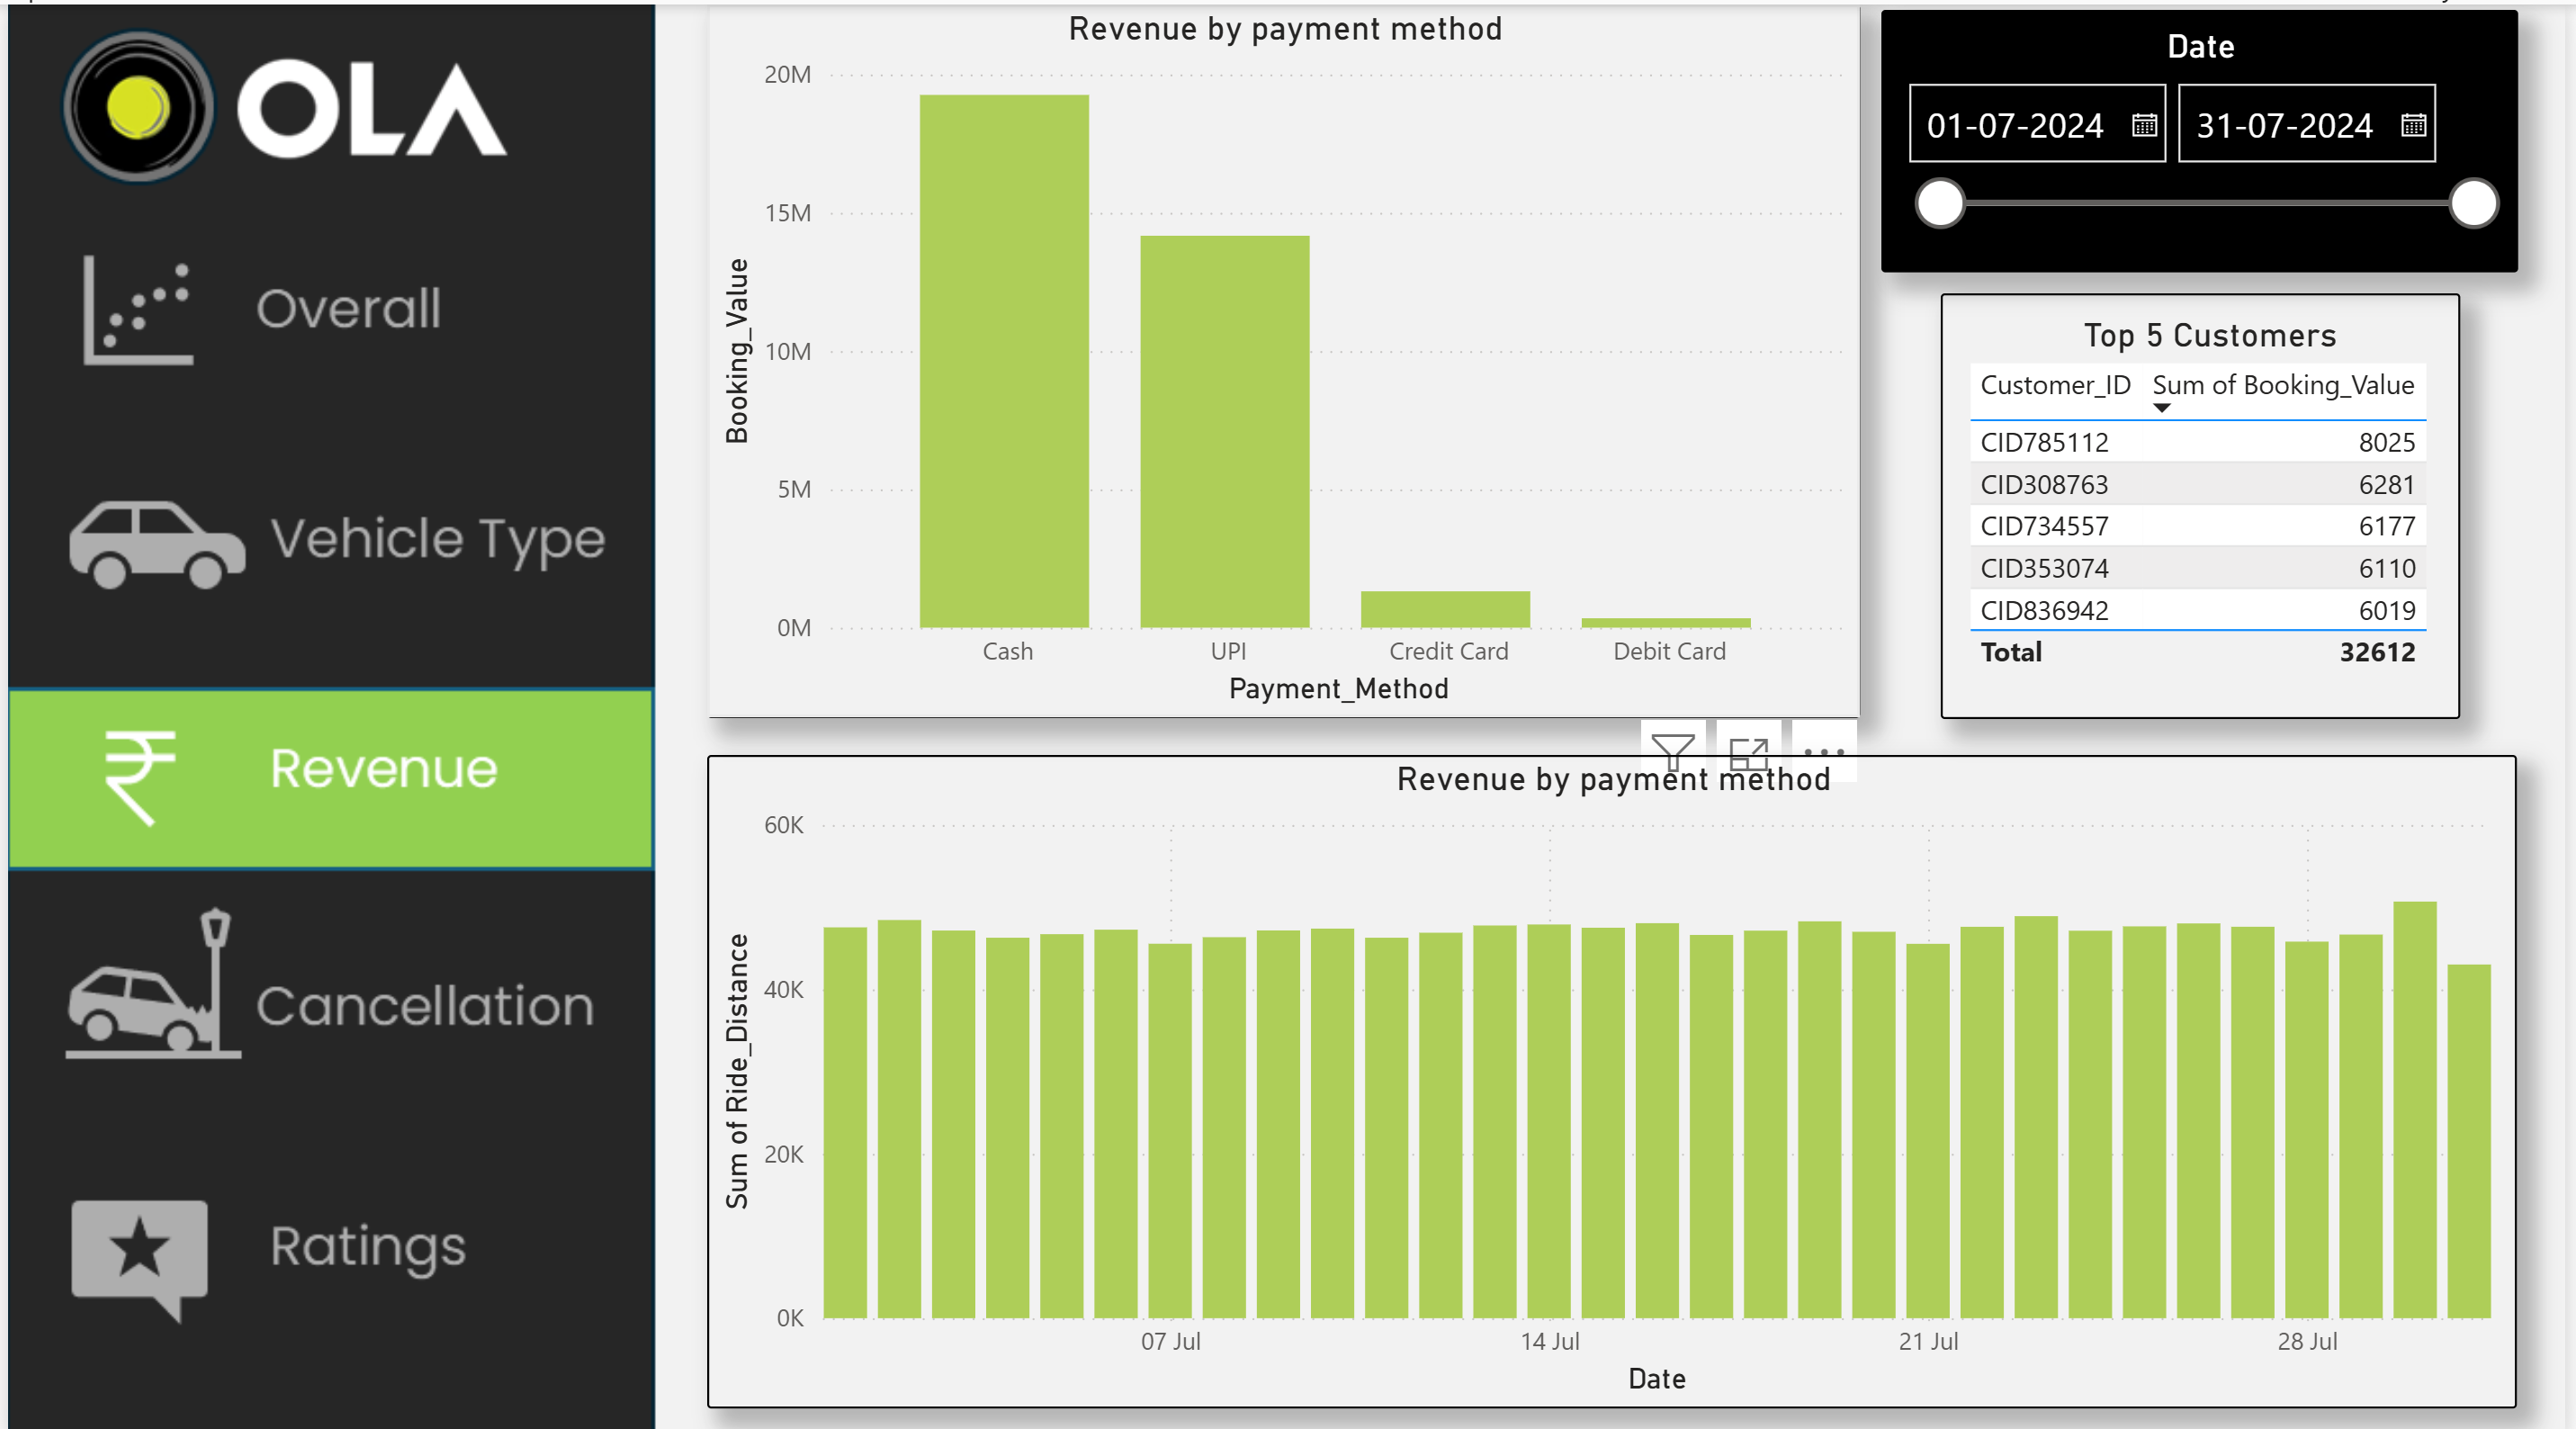 OLA
Overall
Vehicle Type
Revenue
Cancellation
Ratings
Revenue by payment method
Booking_Value
20M
15M
10M
5M
0M
Cash UPI Credit Card Debit Card
Payment_Method
Date
01-07-2024 31-07-2024
Top 5 Customers
Customer_ID Sum of Booking_Value
CID785112 8025
CID308763 6281
CID734557 6177
CID353074 6110
CID836942 6019
Total 32612
Revenue by payment method
Sum of Ride_Distance
60K
40K
20K
0K
07 Jul 14 Jul 21 Jul 28 Jul
Date